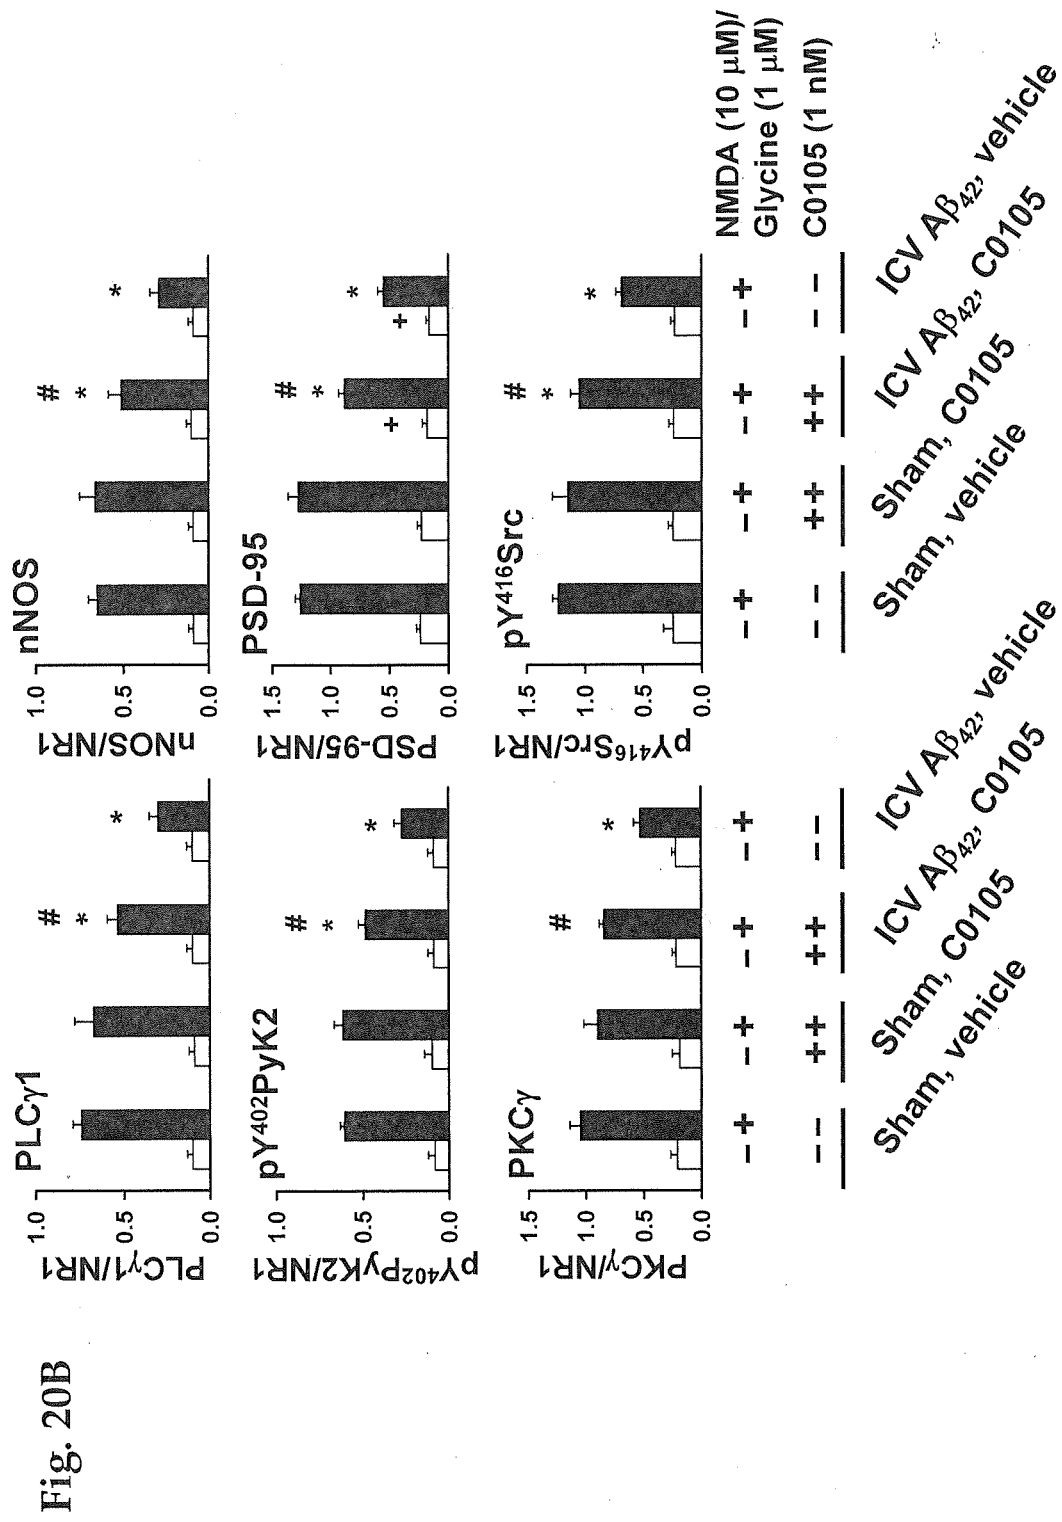 Fig. 20B
PLCγ1
PLCγ1/NR1
1.0
0.5
0.0
# * *
pY402PyK2
pY402PyK2/NR1
1.0
0.5
0.0
# * *
PKCγ
PKCγ/NR1
1.5
1.0
0.5
0.0
# *
− + − + − + − +
− − + + + + − −
Sham, vehicle
Sham, C0105
ICV Aβ42, C0105
ICV Aβ42, vehicle
nNOS
nNOS/NR1
1.0
0.5
0.0
# * *
PSD-95
PSD-95/NR1
1.5
1.0
0.5
0.0
+ # * + *
pY416Src
pY416Src/NR1
1.5
1.0
0.5
0.0
# * *
− + − + − + − + NMDA (10 μM)/
Glycine (1 μM)
− − + + + + − − C0105 (1 nM)
Sham, vehicle
Sham, C0105
ICV Aβ42, C0105
ICV Aβ42, vehicle